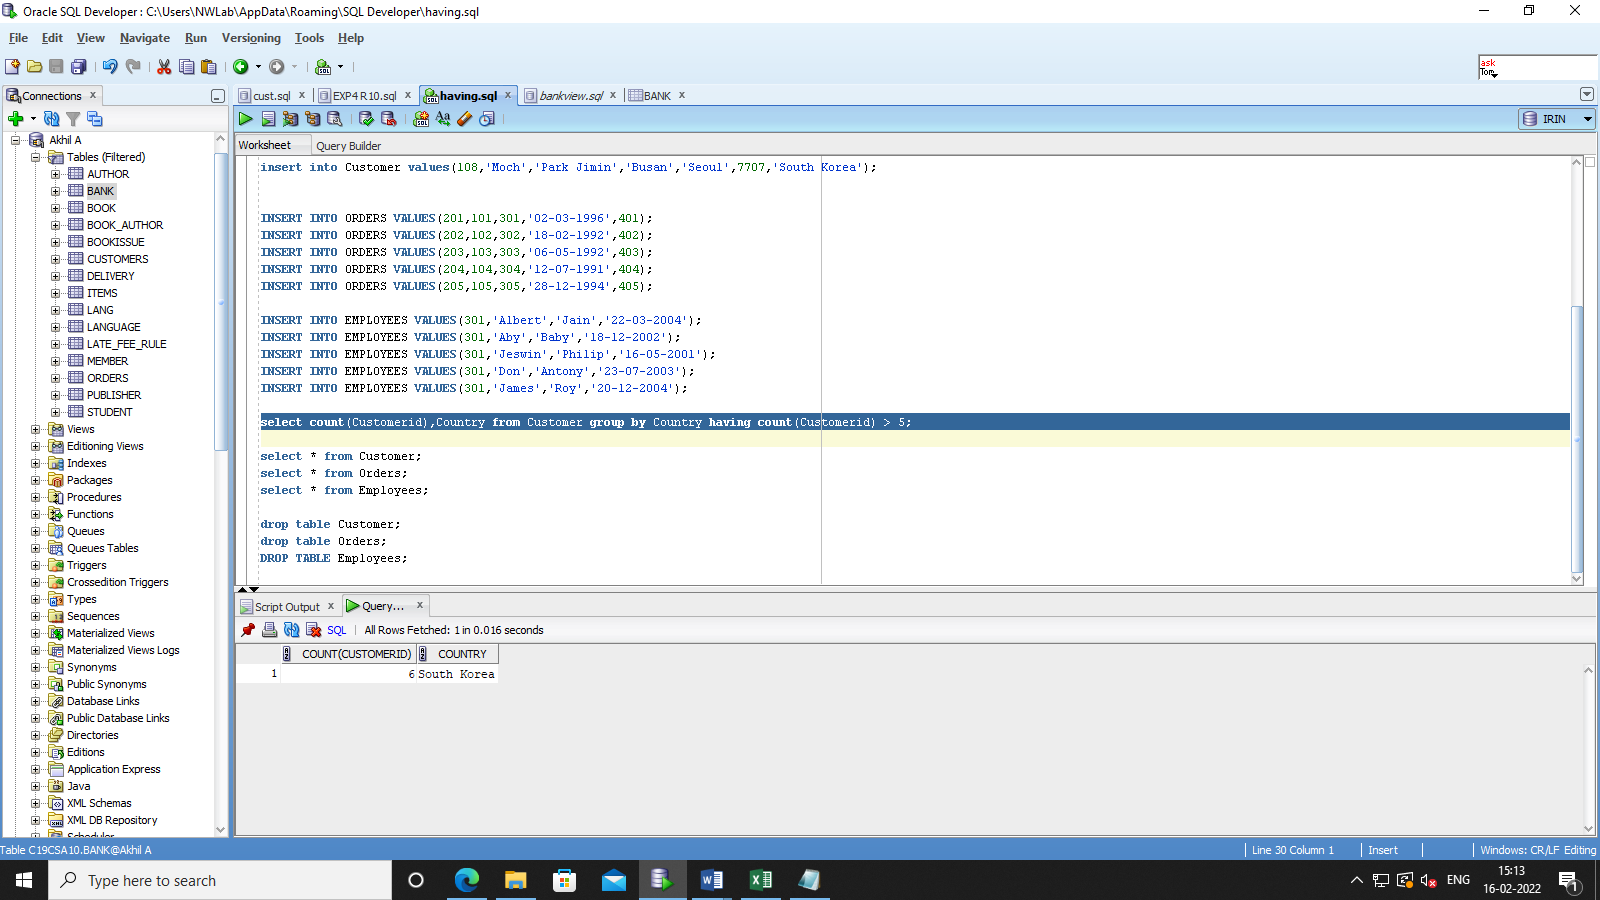 Oracle SQL Developer : C:\Users\NWLab\AppData\Roaming\SQL Developer\having.sql
File Edit View Navigate Run Versioning Tools Help
ask
Tom
Connections
cust.sql EXP4 R10.sql having.sql bankview.sql BANK
IRIN
Worksheet Query Builder
Akhil A
Tables (Filtered)
AUTHOR
BANK
BOOK
BOOK_AUTHOR
BOOKISSUE
CUSTOMERS
DELIVERY
ITEMS
LANG
LANGUAGE
LATE_FEE_RULE
MEMBER
ORDERS
PUBLISHER
STUDENT
Views
Editioning Views
Indexes
Packages
Procedures
Functions
Queues
Queues Tables
Triggers
Crossedition Triggers
Types
Sequences
Materialized Views
Materialized Views Logs
Synonyms
Public Synonyms
Database Links
Public Database Links
Directories
Editions
Application Express
Java
XML Schemas
XML DB Repository
Scheduler
insert into Customer values(108,'Moch','Park Jimin','Busan','Seoul',7707,'South Korea');
INSERT INTO ORDERS VALUES(201,101,301,'02-03-1996',401);
INSERT INTO ORDERS VALUES(202,102,302,'18-02-1992',402);
INSERT INTO ORDERS VALUES(203,103,303,'06-05-1992',403);
INSERT INTO ORDERS VALUES(204,104,304,'12-07-1991',404);
INSERT INTO ORDERS VALUES(205,105,305,'28-12-1994',405);
INSERT INTO EMPLOYEES VALUES(301,'Albert','Jain','22-03-2004');
INSERT INTO EMPLOYEES VALUES(301,'Aby','Baby','18-12-2002');
INSERT INTO EMPLOYEES VALUES(301,'Jeswin','Philip','16-05-2001');
INSERT INTO EMPLOYEES VALUES(301,'Don','Antony','23-07-2003');
INSERT INTO EMPLOYEES VALUES(301,'James','Roy','20-12-2004');
select count(Customerid),Country from Customer group by Country having count(Customerid) > 5;
select * from Customer;
select * from Orders;
select * from Employees;
drop table Customer;
drop table Orders;
DROP TABLE Employees;
Script Output Query...
SQL All Rows Fetched: 1 in 0.016 seconds
COUNT(CUSTOMERID) COUNTRY
1 6 South Korea
Table C19CSA10.BANK@Akhil A Line 30 Column 1 Insert Windows: CR/LF Editing
Type here to search
ENG
15:13
16-02-2022
1